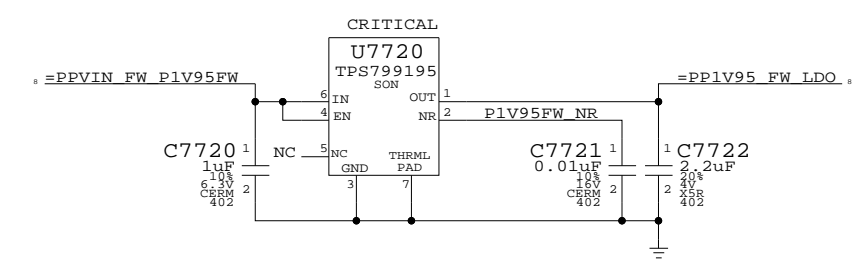 CRITICAL
U7720
TPS799195
SON
8 =PPVIN_FW_P1V95FW
=PP1V95_FW_LDO 8
6 IN
OUT 1
4 EN
NR 2
P1V95FW_NR
NC 5 NC
THRML
PAD
GND
3
7
C7720 1
1uF
10%
6.3V 2
CERM
402
C7721 1
0.01uF
10%
16V 2
CERM
402
1 C7722
2.2uF
20%
2 4V
X5R
402